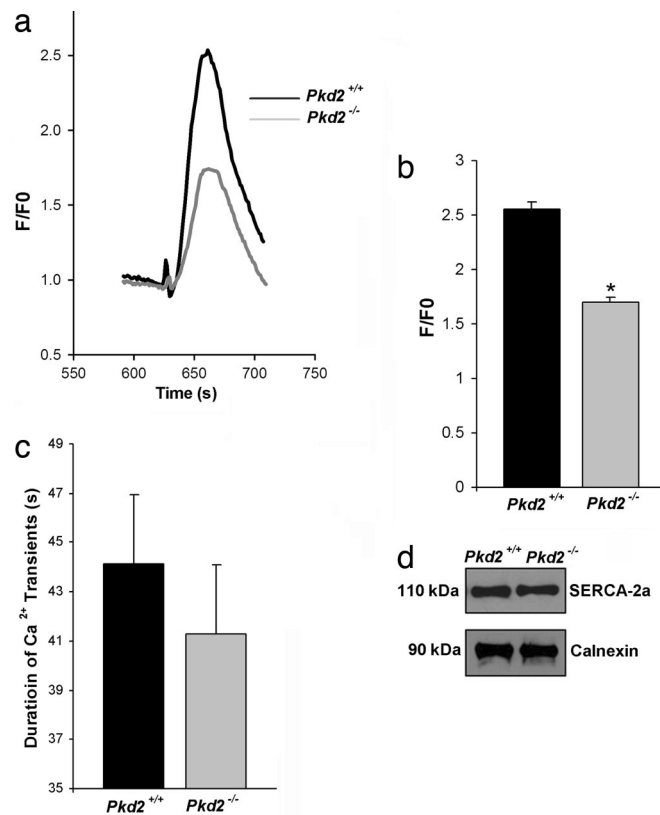 a
2.5
2.0
1.5
1.0
0.5
F/F0
550 600 650 700 750
Time (s)
Pkd2 +/+
Pkd2 -/-
b
3
2.5
2
1.5
1
0.5
0
F/F0
*
Pkd2 +/+ Pkd2 -/-
c
49
47
45
43
41
39
37
35
Duratioin of Ca 2+ Transients (s)
Pkd2 +/+ Pkd2 -/-
d
Pkd2 +/+ Pkd2 -/-
110 kDa SERCA-2a
90 kDa Calnexin